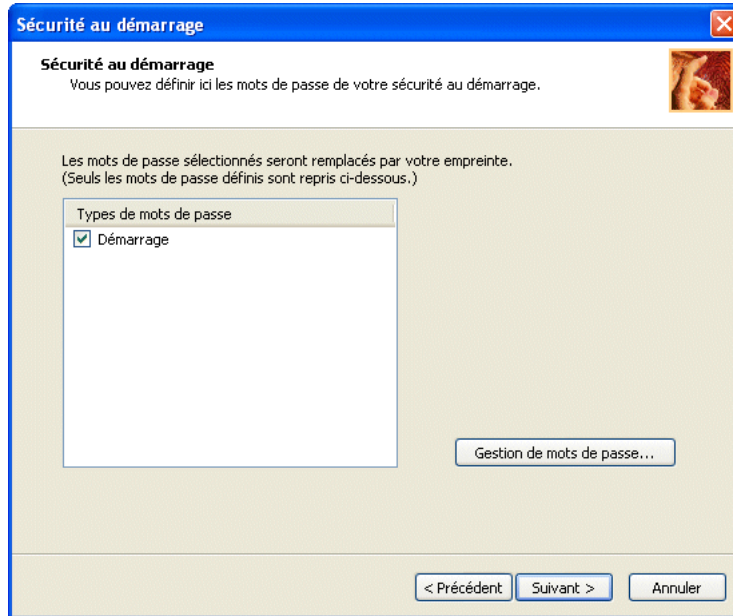 Sécurité au démarrage
Sécurité au démarrage
Vous pouvez définir ici les mots de passe de votre sécurité au démarrage.
Les mots de passe sélectionnés seront remplacés par votre empreinte.
(Seuls les mots de passe définis sont repris ci-dessous.)
Types de mots de passe
Démarrage
Gestion de mots de passe...
< Précédent
Suivant >
Annuler